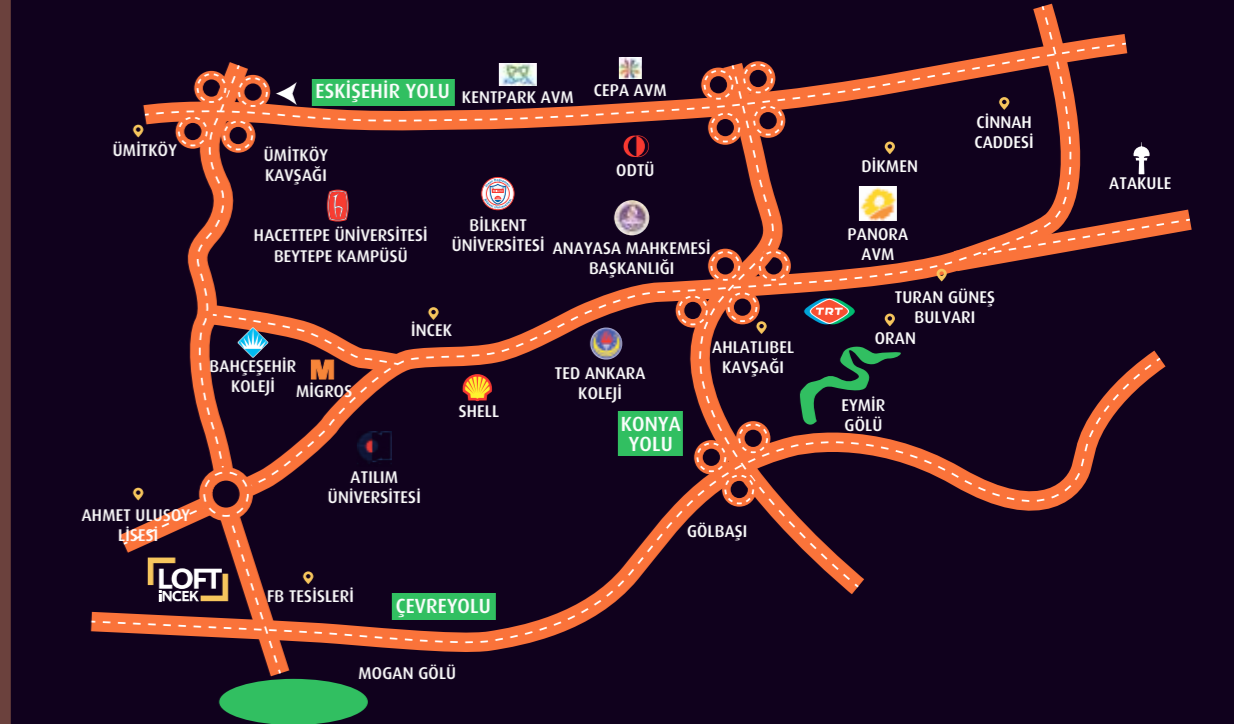 ESKİŞEHİR YOLU
KENTPARK AVM
CEPA AVM
ÜMİTKÖY
ÜMİTKÖY
KAVŞAĞI
ODTÜ
DİKMEN
CİNNAH
CADDESİ
ATAKULE
HACETTEPE ÜNİVERSİTESİ
BEYTEPE KAMPÜSÜ
BİLKENT
ÜNİVERSİTESİ
ANAYASA MAHKEMESİ
BAŞKANLIĞI
PANORA
AVM
TURAN GÜNEŞ
BULVARI
TRT
ORAN
İNCEK
BAHÇEŞEHİR
KOLEJİ
M
MİGROS
SHELL
TED ANKARA
KOLEJİ
AHLATLIBEL
KAVŞAĞI
EYMİR
GÖLÜ
KONYA
YOLU
ATILIM
ÜNİVERSİTESİ
AHMET ULUSOY
LİSESİ
GÖLBAŞI
LOFT
İNCEK
FB TESİSLERİ
ÇEVREYOLU
MOGAN GÖLÜ